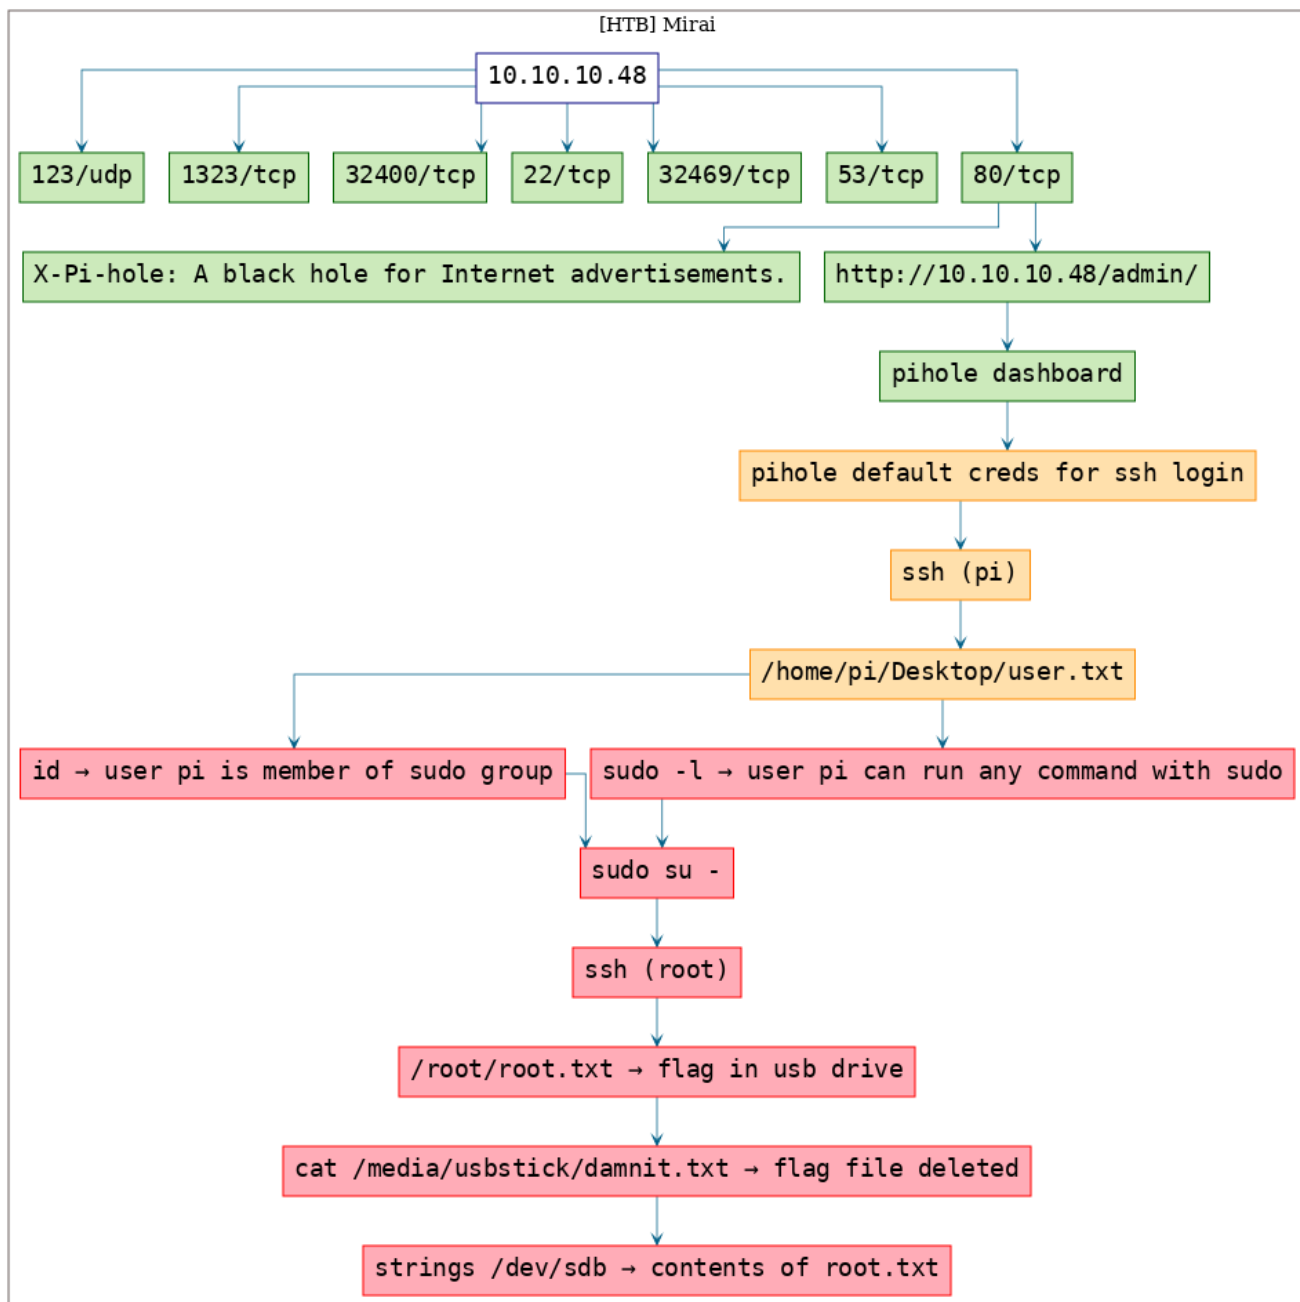 [HTB] Mirai
10.10.10.48
123/udp
1323/tcp
32400/tcp
22/tcp
32469/tcp
53/tcp
80/tcp
X-Pi-hole: A black hole for Internet advertisements.
http://10.10.10.48/admin/
pihole dashboard
pihole default creds for ssh login
ssh (pi)
/home/pi/Desktop/user.txt
id → user pi is member of sudo group
sudo -l → user pi can run any command with sudo
sudo su -
ssh (root)
/root/root.txt → flag in usb drive
cat /media/usbstick/damnit.txt → flag file deleted
strings /dev/sdb → contents of root.txt